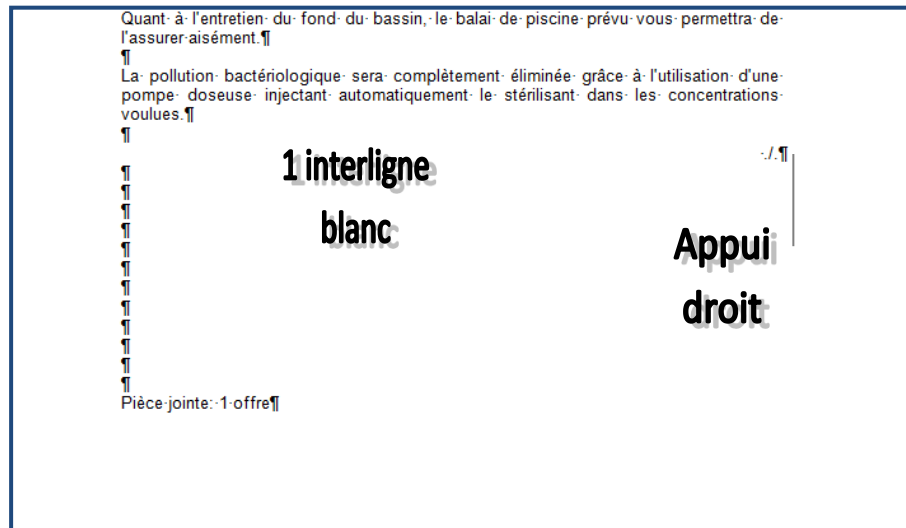 Quant à l'entretien du fond du bassin, le balai de piscine prévu vous permettra de
l'assurer aisément.¶
¶
La pollution bactériologique sera complètement éliminée grâce à l'utilisation d'une
pompe doseuse injectant automatiquement le stérilisant dans les concentrations
voulues.¶
¶
./.¶
1 interligne
blanc
Appui
droit
¶
¶
¶
¶
¶
¶
¶
¶
¶
¶
¶
¶
Pièce jointe: 1 offre¶